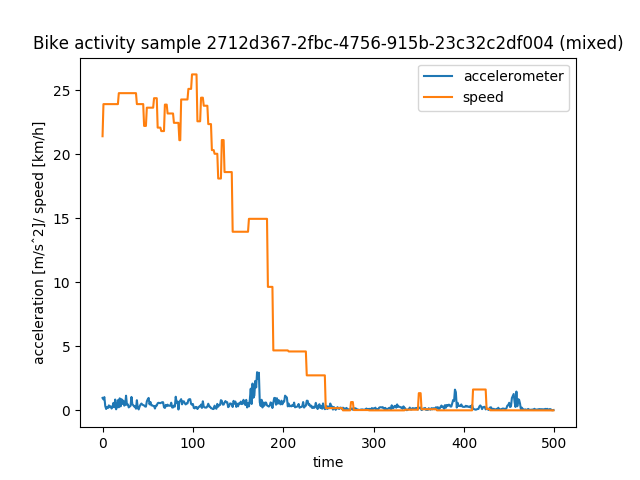 Bike activity sample 2712d367-2fbc-4756-915b-23c32c2df004 (mixed)
accelerometer
speed
acceleration [m/s^2]/ speed [km/h]
25
20
15
10
5
0
0 100 200 300 400 500
time